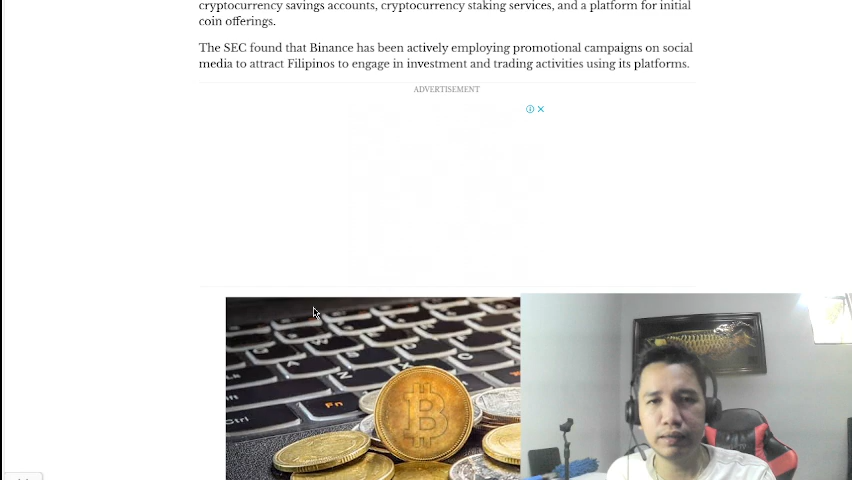 cryptocurrency savings accounts, cryptocurrency staking services, and a platform for initial
coin offerings.
The SEC found that Binance has been actively employing promotional campaigns on social
media to attract Filipinos to engage in investment and trading activities using its platforms.
ADVERTISEMENT
Fn
Ctrl